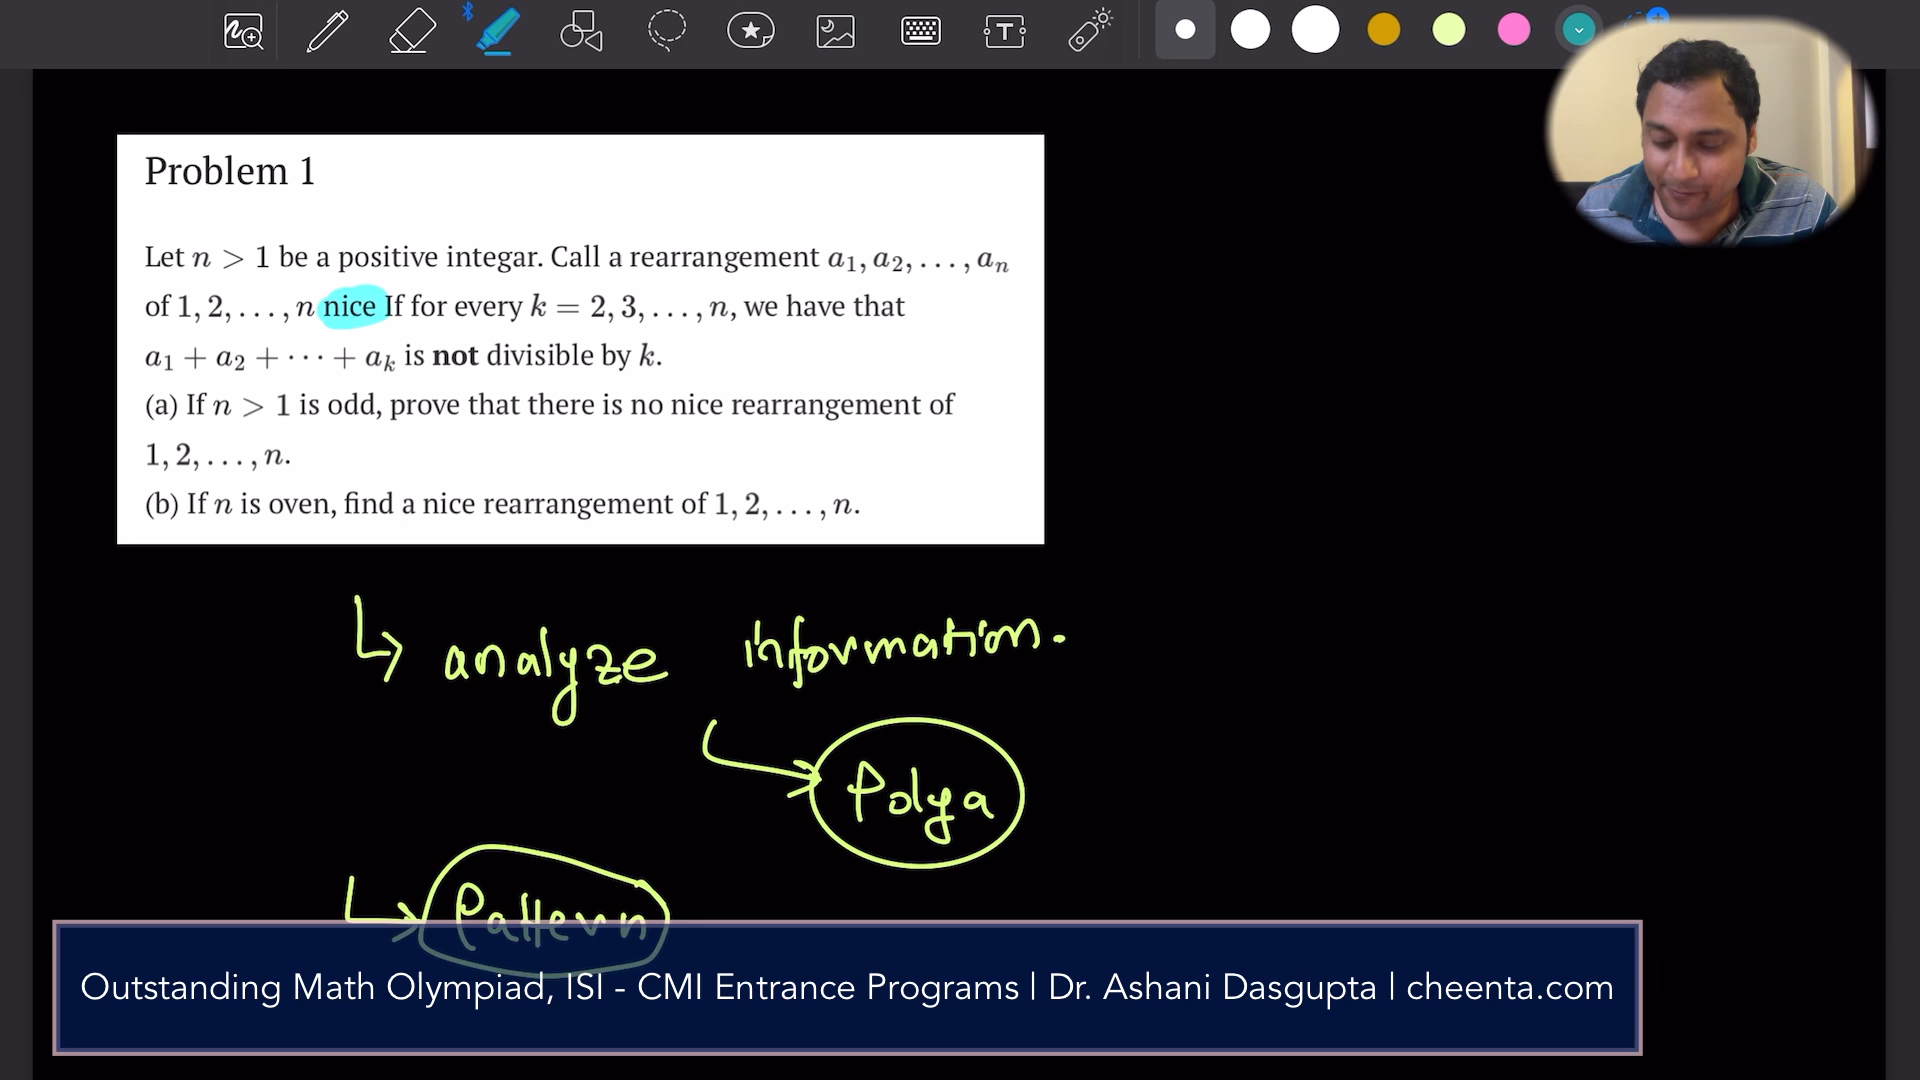 Problem 1
Let n > 1 be a positive integar. Call a rearrangement a₁, a₂, . . . , aₙ
of 1, 2, . . . , n nice If for every k = 2, 3, . . . , n, we have that
a₁ + a₂ + · · · + aₖ is not divisible by k.
(a) If n > 1 is odd, prove that there is no nice rearrangement of
1, 2, . . . , n.
(b) If n is oven, find a nice rearrangement of 1, 2, . . . , n.
analyze information.
Polya
Pattern
Outstanding Math Olympiad, ISI - CMI Entrance Programs | Dr. Ashani Dasgupta | cheenta.com